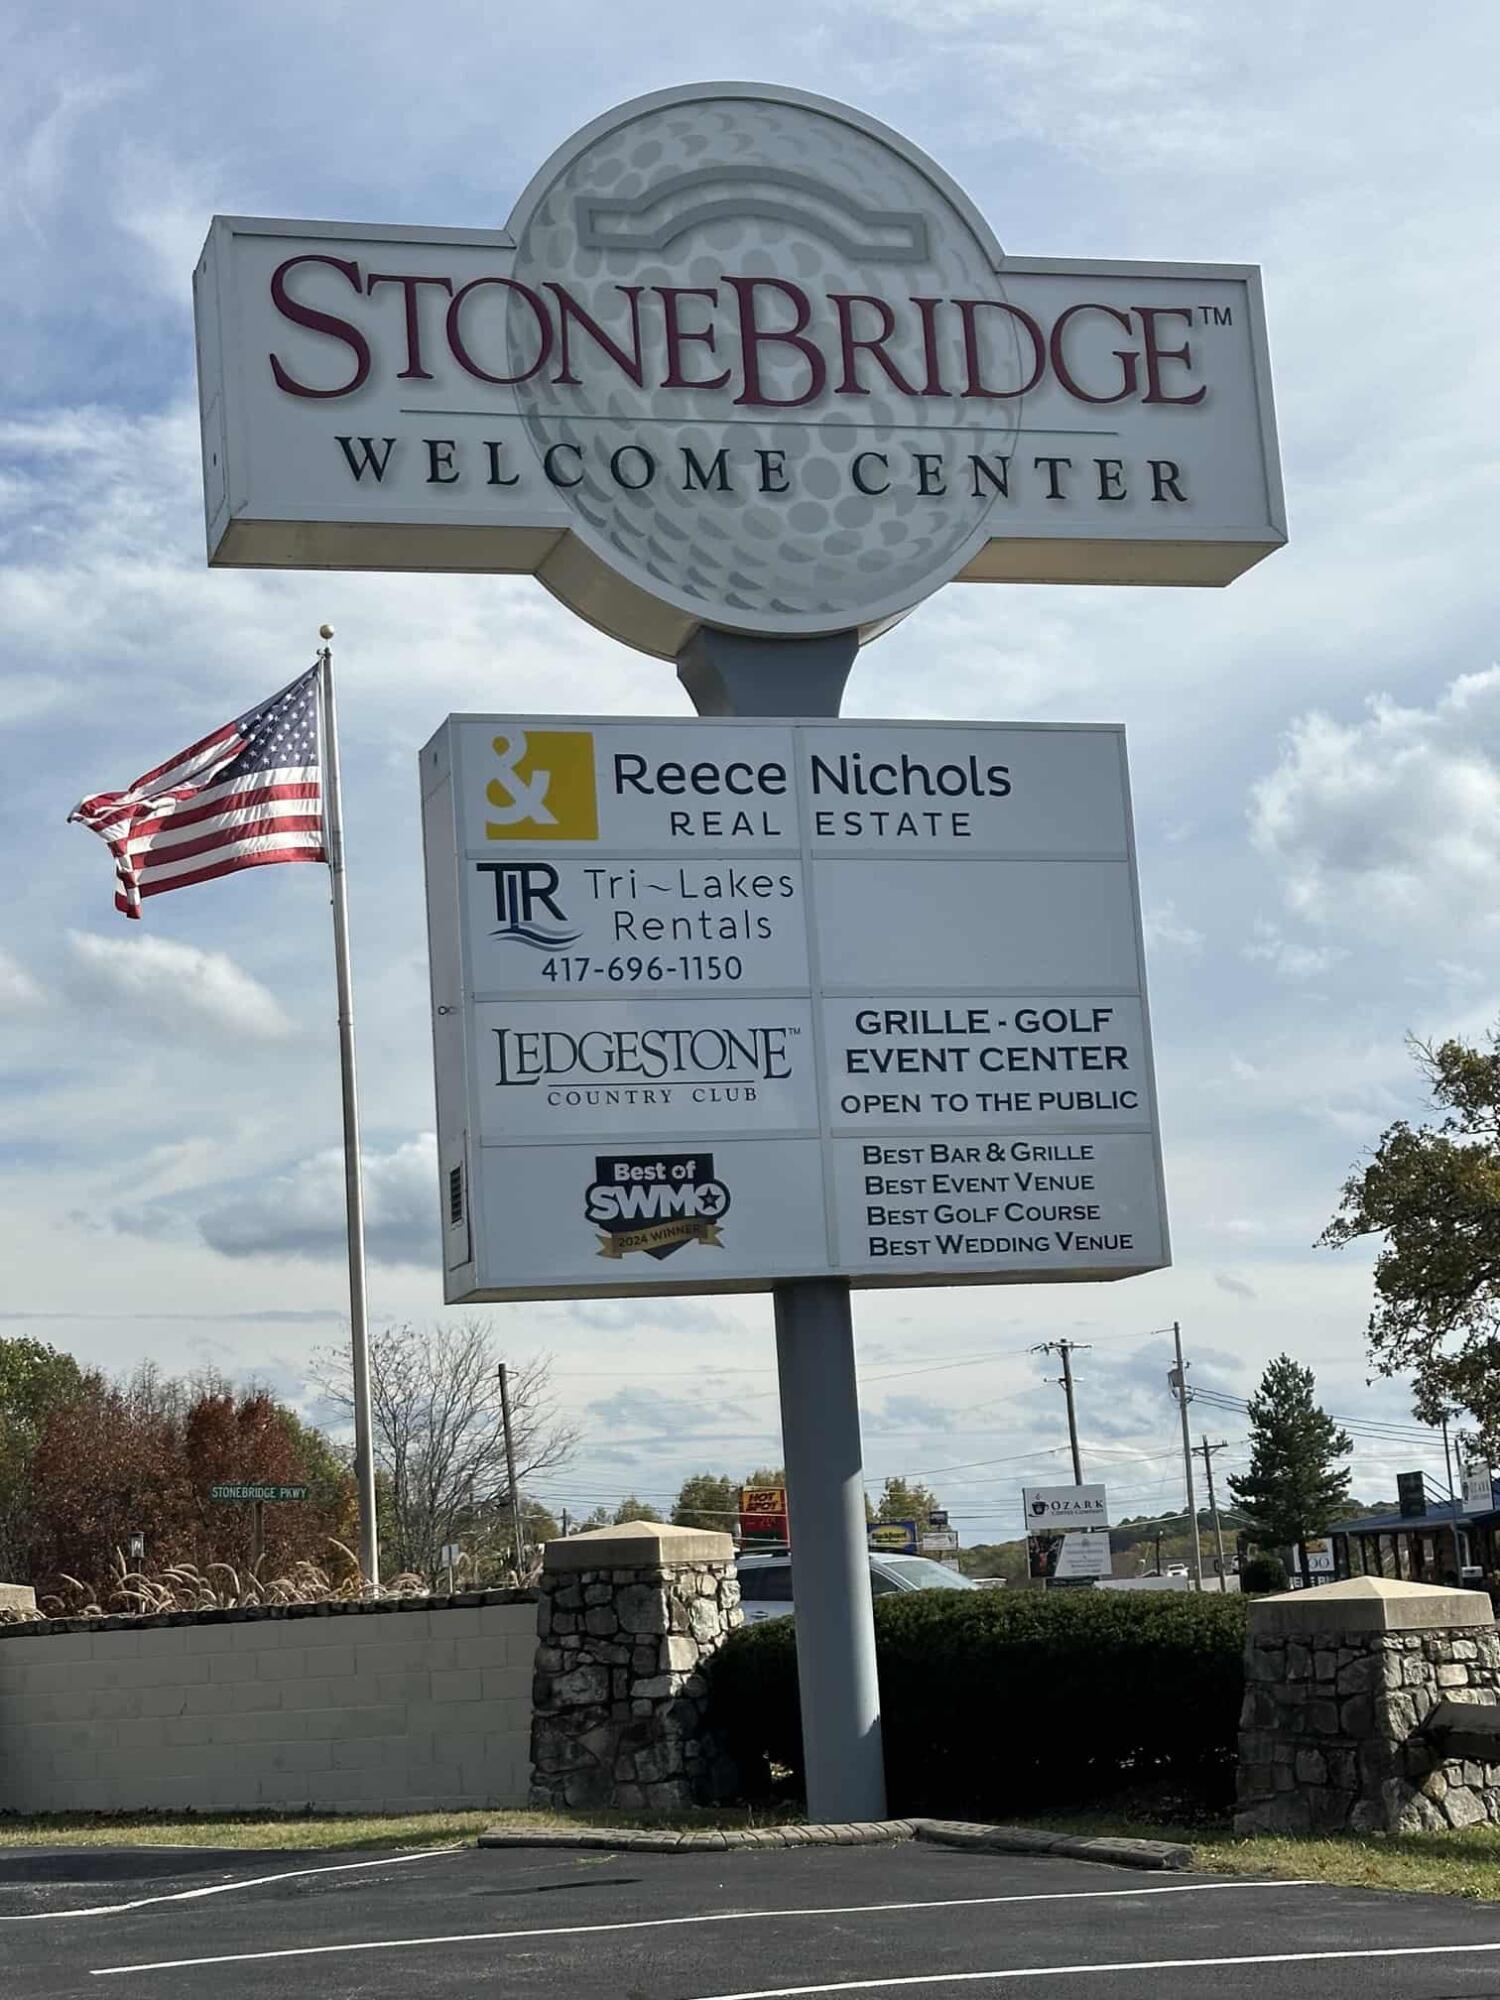 STONEBRIDGE™
WELCOME CENTER
& Reece Nichols
REAL ESTATE
TLR Tri~Lakes
Rentals
417-696-1150
LEDGESTONE™
COUNTRY CLUB
GRILLE - GOLF
EVENT CENTER
OPEN TO THE PUBLIC
Best of
SWMO
2024 WINNER
BEST BAR & GRILLE
BEST EVENT VENUE
BEST GOLF COURSE
BEST WEDDING VENUE
STONEBRIDGE PKWY
HOT
SPOT
OZARK